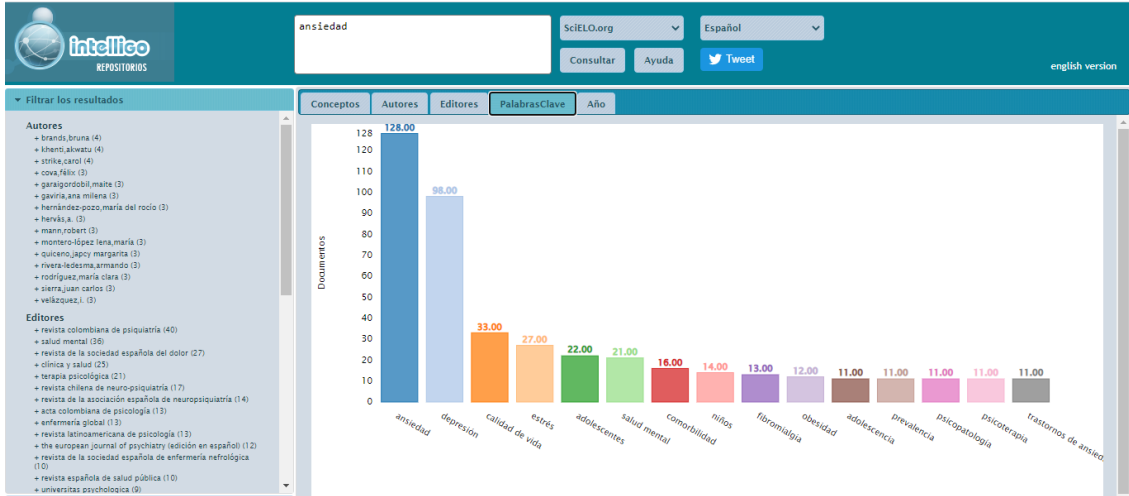 intelligo
REPOSITORIOS
ansiedad
SciELO.org
Español
Consultar
Ayuda
Tweet
english version
Filtrar los resultados
Autores
+ brands,bruna (4)
+ khenti,akwatu (4)
+ strike,carol (4)
+ cova,félix (3)
+ garaigordobil,maite (3)
+ gaviria,ana milena (3)
+ hernández-pozo,maría del rocío (3)
+ hervás,a. (3)
+ mann,robert (3)
+ montero-lópez lena,maría (3)
+ quiceno,japcy margarita (3)
+ rivera-ledesma,armando (3)
+ rodríguez,maría clara (3)
+ sierra,juan carlos (3)
+ velázquez,i. (3)
Editores
+ revista colombiana de psiquiatría (40)
+ salud mental (36)
+ revista de la sociedad española del dolor (27)
+ clínica y salud (25)
+ terapia psicológica (21)
+ revista chilena de neuro-psiquiatría (17)
+ revista de la asociación española de neuropsiquiatría (14)
+ acta colombiana de psicología (13)
+ enfermería global (13)
+ revista latinoamericana de psicología (13)
+ the european journal of psychiatry (edición en español) (12)
+ revista de la sociedad española de enfermería nefrológica
(10)
+ revista española de salud pública (10)
+ universitas psychologica (9)
Conceptos
Autores
Editores
PalabrasClave
Año
Documentos
128
120
110
100
90
80
70
60
50
40
30
20
10
0
128.00
98.00
33.00
27.00
22.00
21.00
16.00
14.00
13.00
12.00
11.00
11.00
11.00
11.00
11.00
ansiedad
depresión
calidad de vida
estrés
adolescentes
salud mental
comorbilidad
niños
fibromialgia
obesidad
adolescencia
prevalencia
psicopatología
psicoterapia
trastornos de ansied